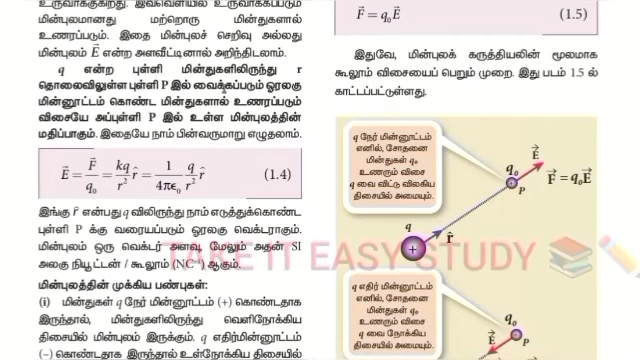 உருவாக்குகிறது. இவ்வெளியில் உருவாக்கப்படும்
மின்புலமானது மற்றொரு மின்துகளால்
உணரப்படும். இதை மின்புலச் செறிவு அல்லது
மின்புலம் E⃗ என்ற அளவீட்டினால் அறிந்திடலாம்.
q என்ற புள்ளி மின்துகளிலிருந்து r
தொலைவிலுள்ள புள்ளி P இல் வைக்கப்படும் ஓரலகு
மின்னூட்டம் கொண்ட மின்துகளால் உணரப்படும்
விசையே அப்புள்ளி P இல் உள்ள மின்புலத்தின்
மதிப்பாகும். இதையே நாம் பின்வருமாறு எழுதலாம்.
E⃗ = F⃗/q₀ = kq/r² r̂ = 1/4πϵ₀ q/r² r̂ (1.4)
இங்கு r̂ என்பது q விலிருந்து நாம் எடுத்துக்கொண்ட
புள்ளி P க்கு வரையப்படும் ஓரலகு வெக்டராகும்.
மின்புலம் ஒரு வெக்டர் அளவு, மேலும் அதன் SI
அலகு நியூட்டன் / கூலூம் (NC⁻¹) ஆகும்.
மின்புலத்தின் முக்கிய பண்புகள்:
(i) மின்துகள் q நேர் மின்னூட்டம் (+) கொண்டதாக
இருந்தால், மின்துகளிலிருந்து வெளிநோக்கிய
திசையில் மின்புலம் இருக்கும். q எதிர்மின்னூட்டம்
(–) கொண்டதாக இருந்தால் உள்நோக்கிய திசையில்
F⃗ = q₀E⃗ (1.5)
இதுவே, மின்புலக் கருத்தியலின் மூலமாக
கூலூம் விசையைப் பெறும் முறை. இது படம் 1.5 ல்
காட்டப்பட்டுள்ளது.
q நேர் மின்னூட்டம்
எனில், சோதனை
மின்துகள் q₀
உணரும் விசை
q வை விட்டு விலகிய
திசையில் அமையும்.
q₀
E⃗
P
F⃗ = q₀E⃗
q
+
r̂
TAKE IT EASY STUDY
q எதிர் மின்னூட்டம்
எனில், சோதனை
மின்துகள் q₀
உணரும் விசை
q வை நோக்கிய
திசையில் அமையும்.
q₀
P
E⃗